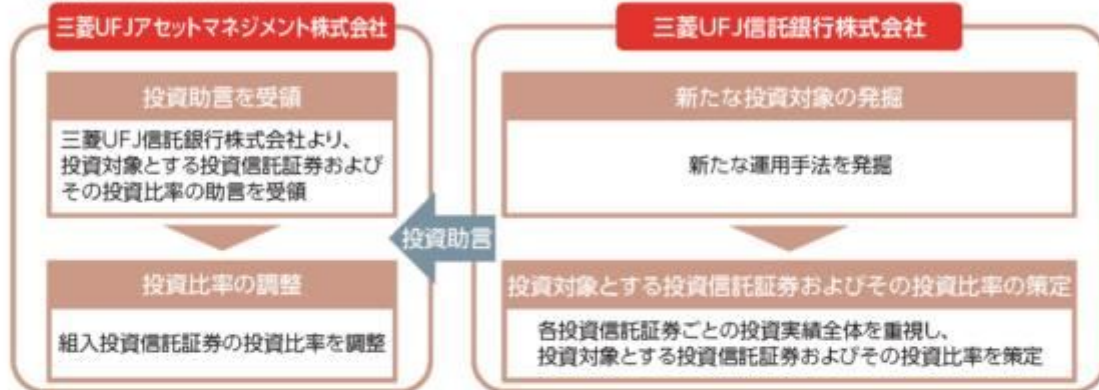 三菱UFJアセットマネジメント株式会社
投資助言を受領
三菱UFJ信託銀行株式会社より、
投資対象とする投資信託証券および
その投資比率の助言を受領
投資比率の調整
組入投資信託証券の投資比率を調整
投資助言
三菱UFJ信託銀行株式会社
新たな投資対象の発掘
新たな運用手法を発掘
投資対象とする投資信託証券およびその投資比率の策定
各投資信託証券ごとの投資実績全体を重視し、
投資対象とする投資信託証券およびその投資比率を策定